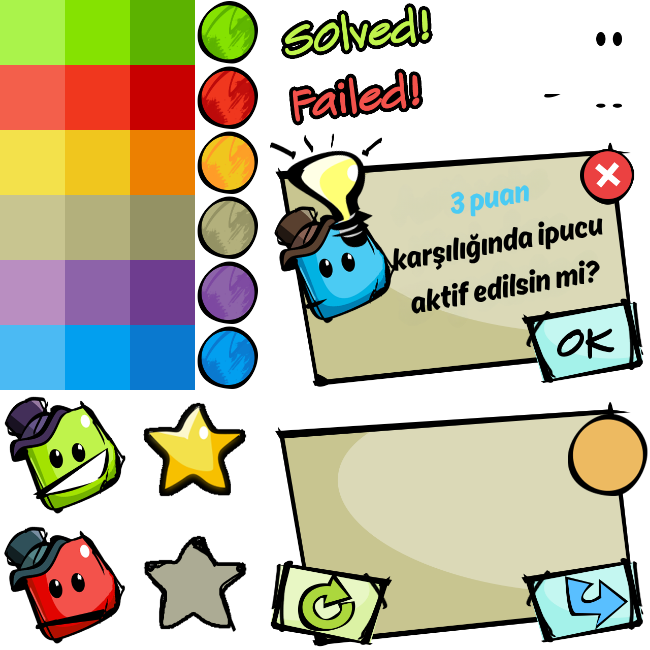 Solved!
Failed!
3 puan
karşılığında ipucu
aktif edilsin mi?
OK